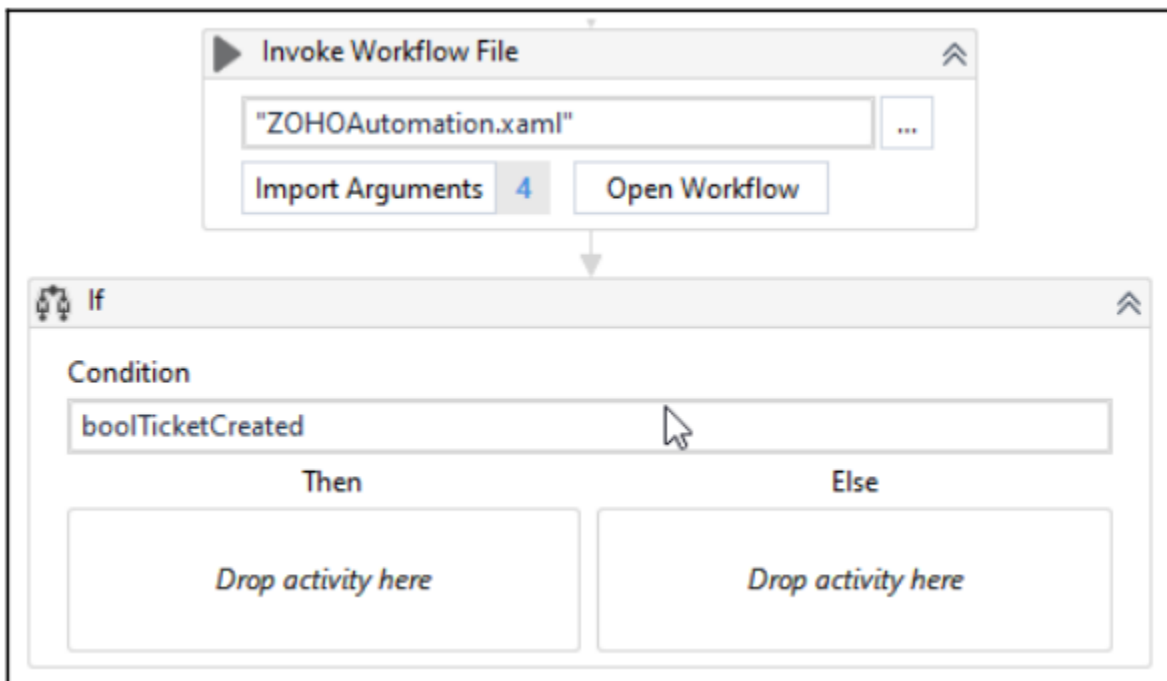 Invoke Workflow File
"ZOHOAutomation.xaml"
...
Import Arguments 4 Open Workflow
If
Condition
boolTicketCreated
Then Else
Drop activity here Drop activity here